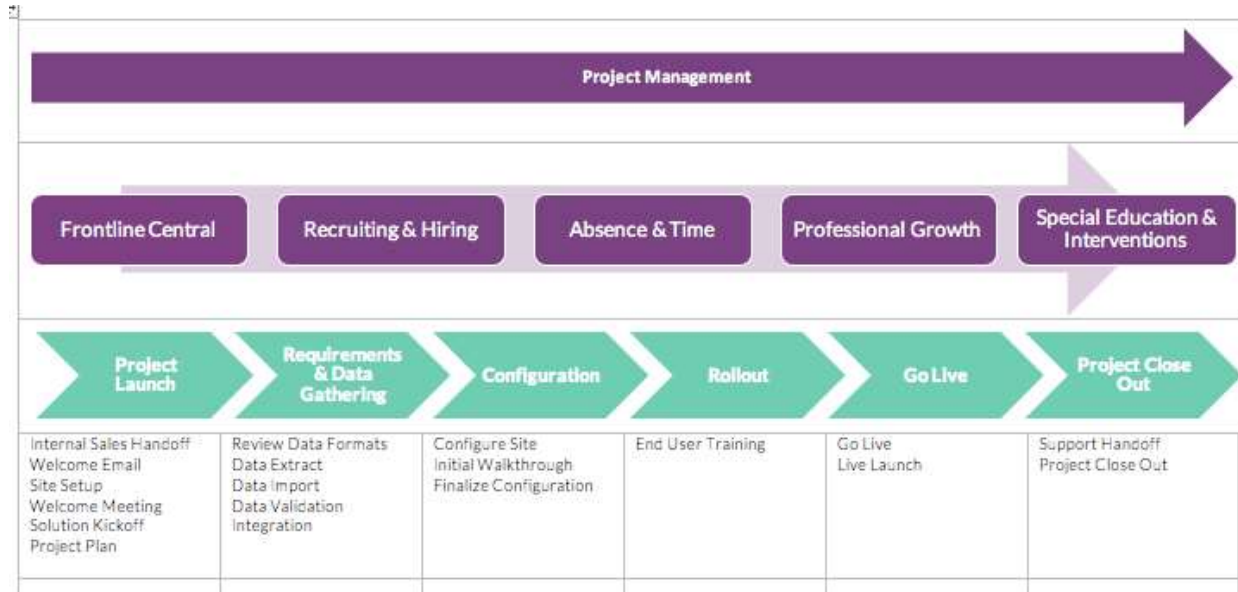 Project Management
Frontline Central
Recruiting & Hiring
Absence & Time
Professional Growth
Special Education &
Interventions
Project
Launch
Requirements
& Data
Gathering
Configuration
Rollout
Go Live
Project Close
Out
Internal Sales Handoff
Welcome Email
Site Setup
Welcome Meeting
Solution Kickoff
Project Plan
Review Data Formats
Data Extract
Data Import
Data Validation
Integration
Configure Site
Initial Walkthrough
Finalize Configuration
End User Training
Go Live
Live Launch
Support Handoff
Project Close Out